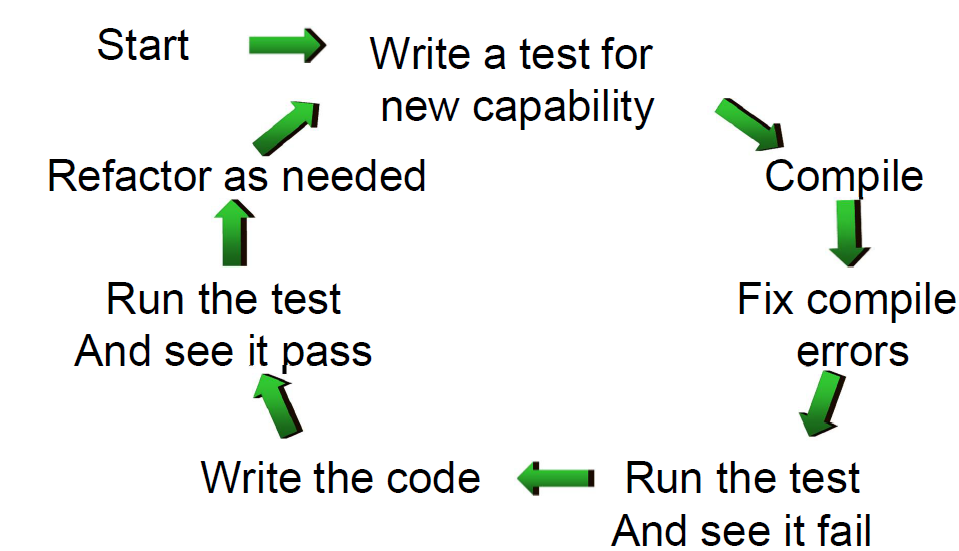 Start
Write a test for
new capability
Compile
Fix compile
errors
Run the test
And see it fail
Write the code
Run the test
And see it pass
Refactor as needed